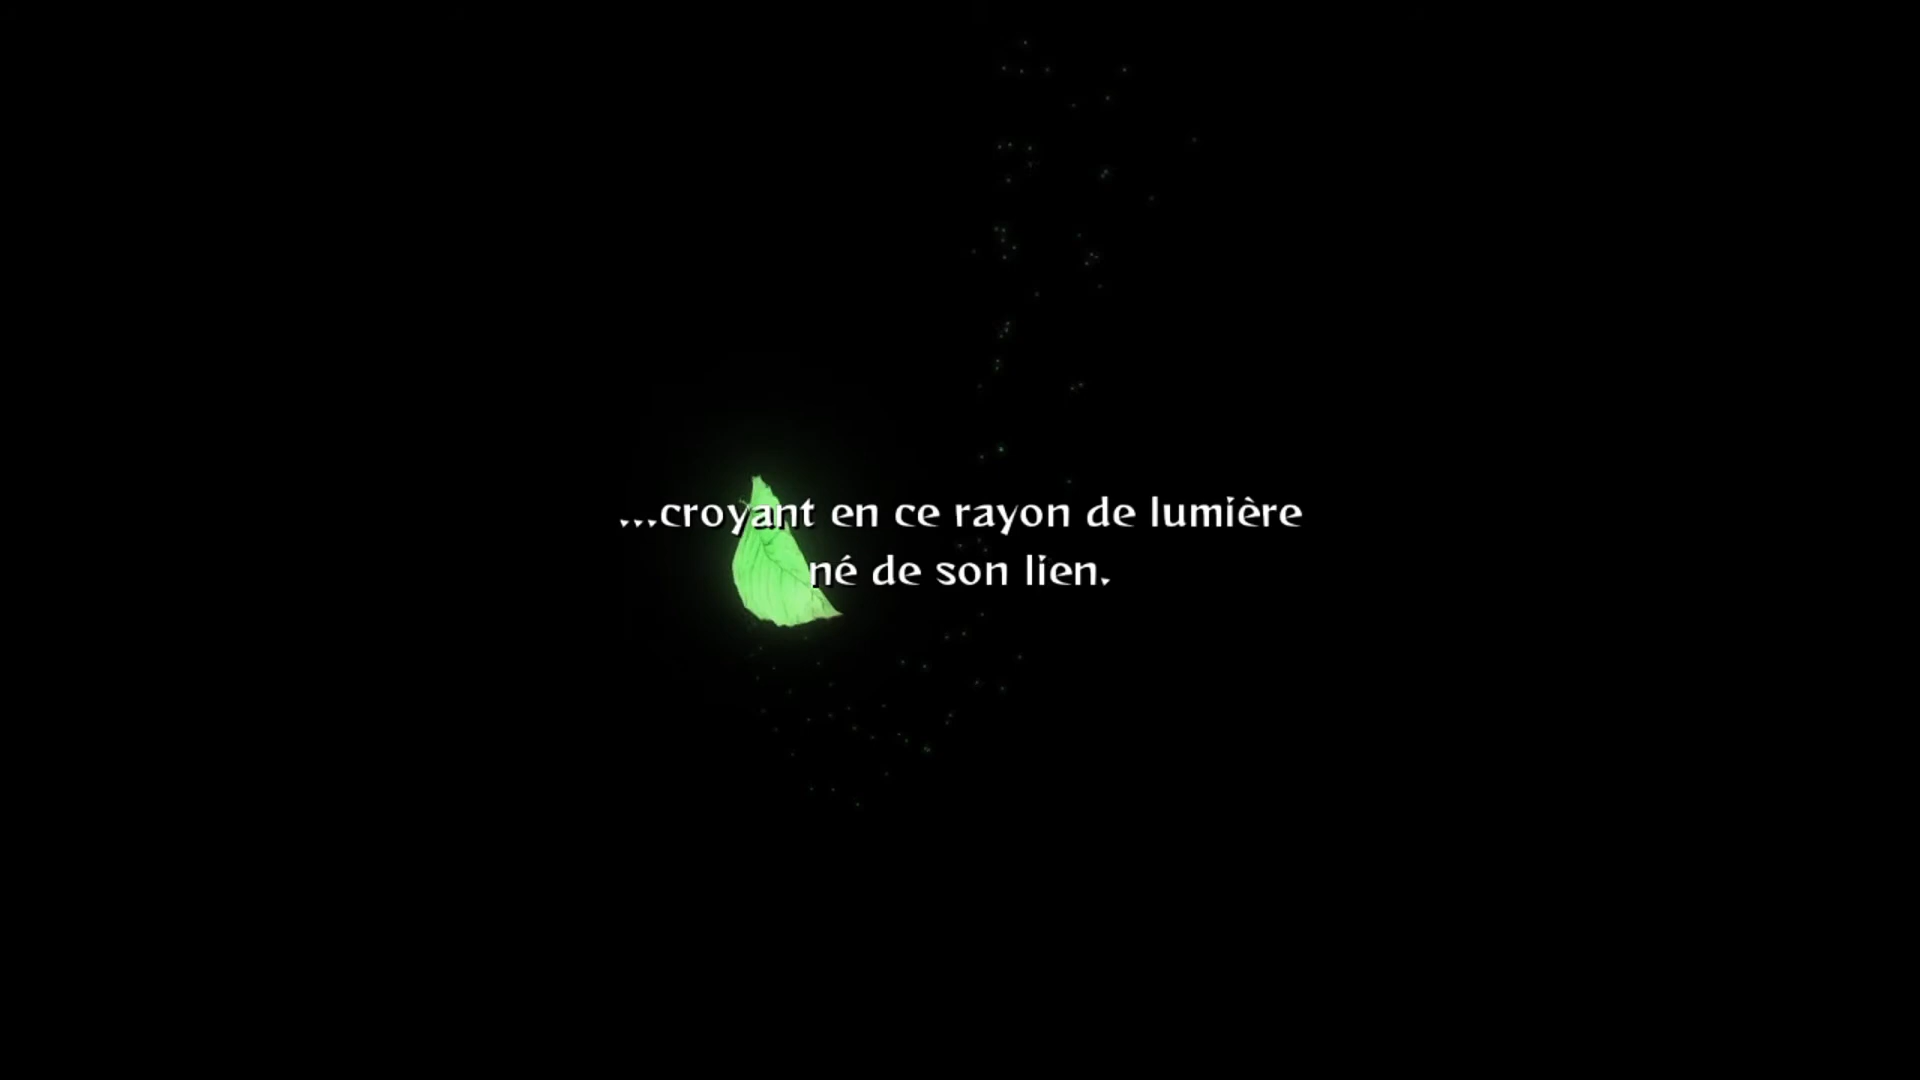 ...croyant en ce rayon de lumière
né de son lien.